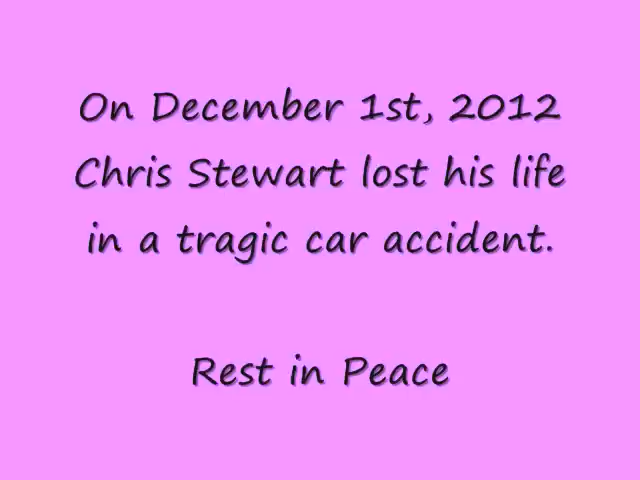 On December 1st, 2012
Chris Stewart lost his life
in a tragic car accident.
Rest in Peace